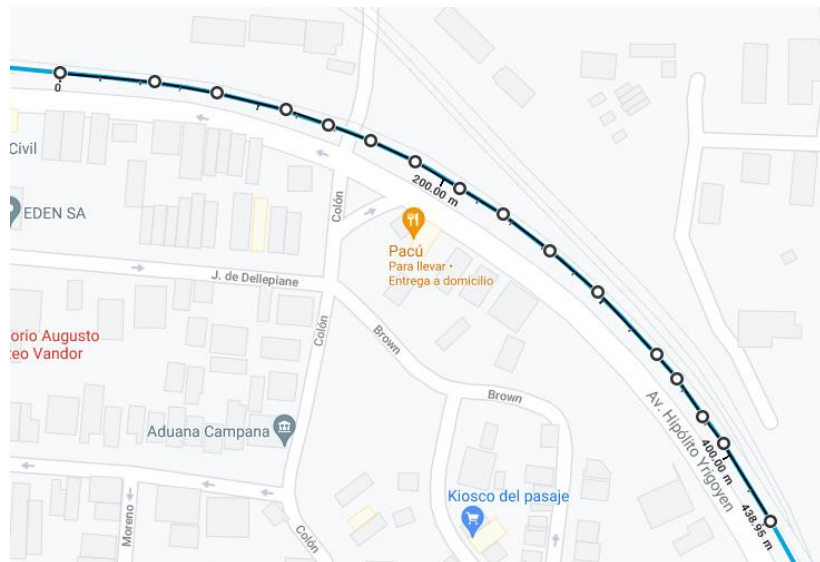 0
Civil
EDEN SA
Colón
200.00 m
Pacú
Para llevar •
Entrega a domicilio
J. de Dellepiane
orio Augusto
teo Vandor
Colón
Brown
Brown
Av. Hipólito Yrigoyen
Aduana Campana
400.00 m
438.95 m
Kiosco del pasaje
Moreno
Colón